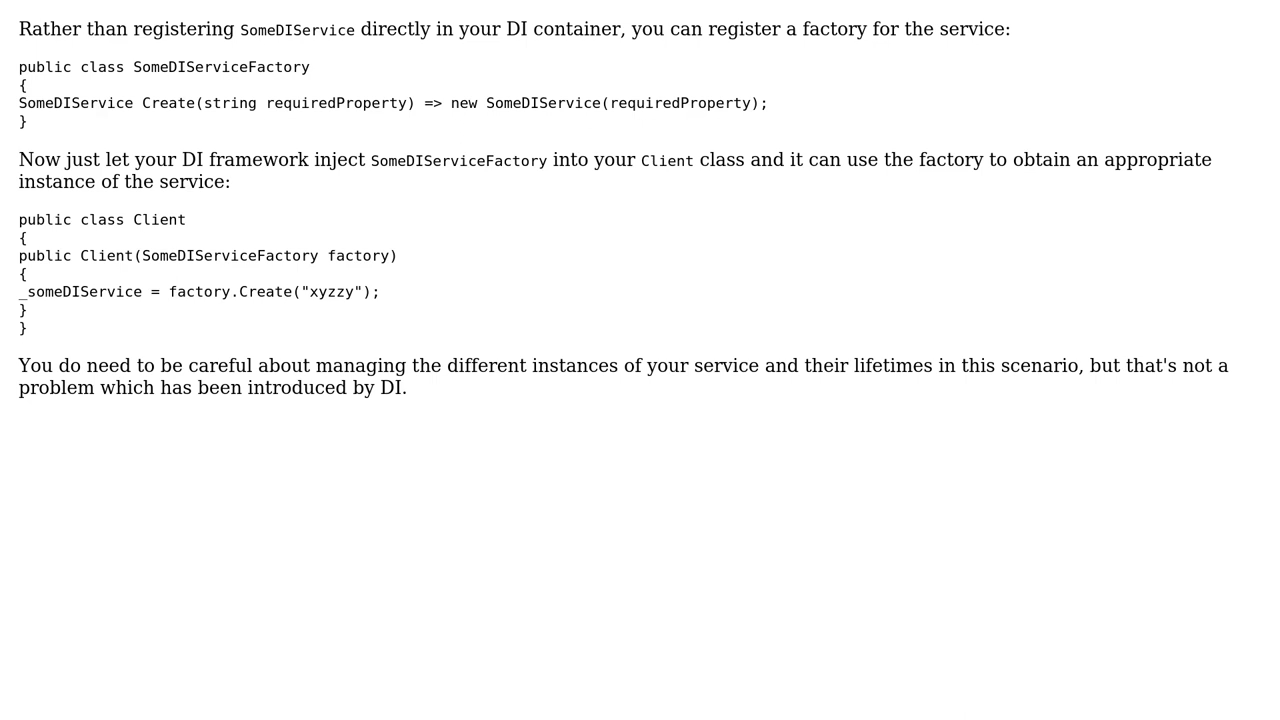 Rather than registering SomeDIService directly in your DI container, you can register a factory for the service:
public class SomeDIServiceFactory
{
SomeDIService Create(string requiredProperty) => new SomeDIService(requiredProperty);
}
Now just let your DI framework inject SomeDIServiceFactory into your Client class and it can use the factory to obtain an appropriate
instance of the service:
public class Client
{
public Client(SomeDIServiceFactory factory)
{
_someDIService = factory.Create("xyzzy");
}
}
You do need to be careful about managing the different instances of your service and their lifetimes in this scenario, but that's not a
problem which has been introduced by DI.